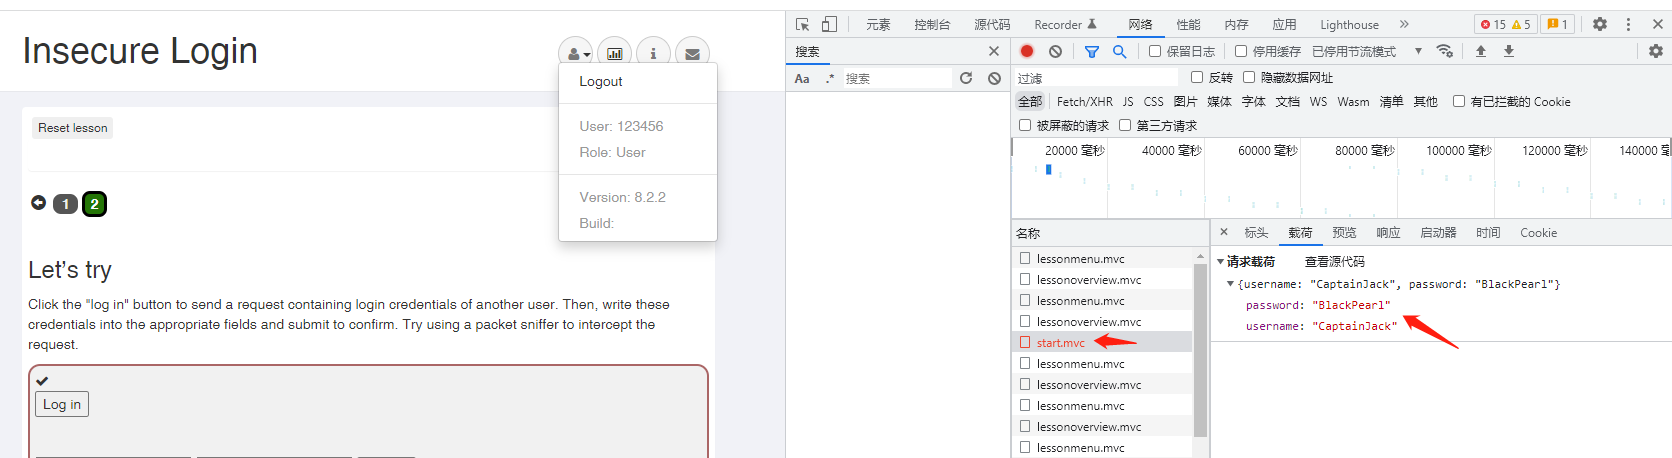 Insecure Login
Logout
User: 123456
Role: User
Version: 8.2.2
Build:
Reset lesson
1
2
Let's try
Click the "log in" button to send a request containing login credentials of another user. Then, write these
credentials into the appropriate fields and submit to confirm. Try using a packet sniffer to intercept the
request.
Log in
元素 控制台 源代码 Recorder 网络 性能 内存 应用 Lighthouse » 15 5 1
搜索
Aa .* 搜索
保留日志 停用缓存 已停用节流模式
过滤 反转 隐藏数据网址
全部 Fetch/XHR JS CSS 图片 媒体 字体 文档 WS Wasm 清单 其他 有已拦截的 Cookie
被屏蔽的请求 第三方请求
20000 毫秒 40000 毫秒 60000 毫秒 80000 毫秒 100000 毫秒 120000 毫秒 140000 毫秒
名称
lessonmenu.mvc
lessonoverview.mvc
lessonmenu.mvc
lessonoverview.mvc
start.mvc
lessonmenu.mvc
lessonoverview.mvc
lessonmenu.mvc
lessonoverview.mvc
lessonmenu.mvc
标头 载荷 预览 响应 启动器 时间 Cookie
请求载荷 查看源代码
{username: "CaptainJack", password: "BlackPearl"}
password: "BlackPearl"
username: "CaptainJack"